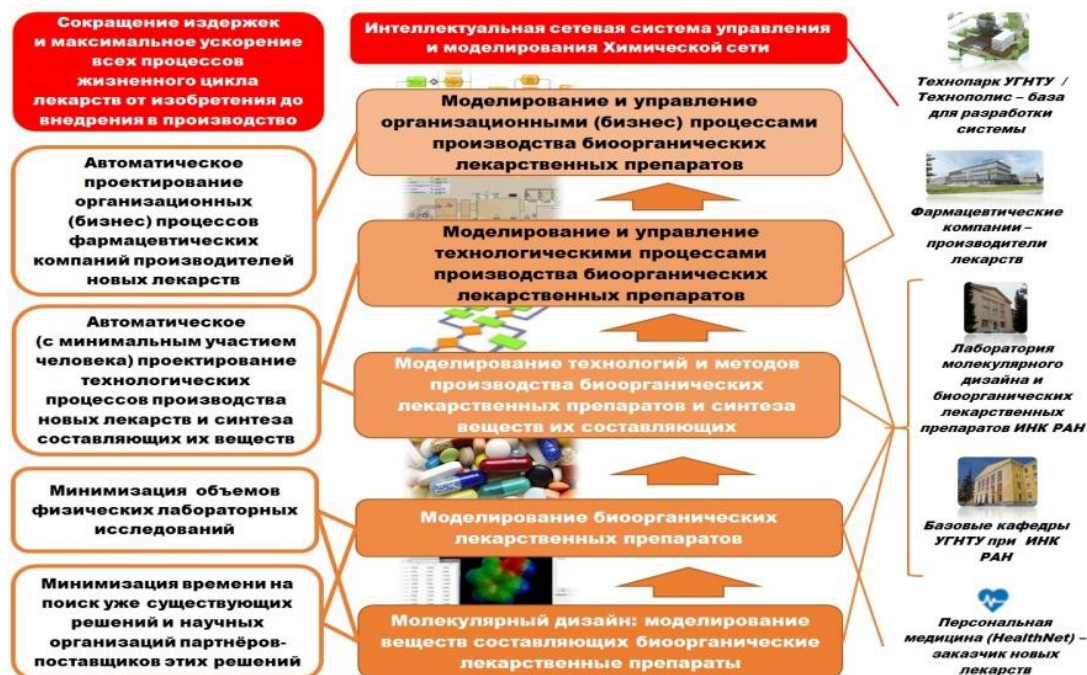 Сокращение издержек
и максимальное ускорение
всех процессов
жизненного цикла
лекарств от изобретения до
внедрения в производство
Автоматическое
проектирование
организационных
(бизнес) процессов
фармацевтических
компаний производителей
новых лекарств
Автоматическое
(с минимальным участием
человека) проектирование
технологических
процессов производства
новых лекарств и синтеза
составляющих их веществ
Минимизация объемов
физических лабораторных
исследований
Минимизация времени на
поиск уже существующих
решений и научных
организаций партнёров-
поставщиков этих решений
Интеллектуальная сетевая система управления
и моделирования Химической сети
Моделирование и управление
организационными (бизнес) процессами
производства биоорганических
лекарственных препаратов
Моделирование и управление
технологическими процессами
производства биоорганических
лекарственных препаратов
Моделирование технологий и методов
производства биоорганических
лекарственных препаратов и синтеза
веществ их составляющих
Моделирование биоорганических
лекарственных препаратов
Молекулярный дизайн: моделирование
веществ составляющих биоорганические
лекарственные препараты
Технопарк УГНТУ /
Технополис – база
для разработки
системы
Фармацевтические
компании –
производители
лекарств
Лаборатория
молекулярного
дизайна и
биоорганических
лекарственных
препаратов ИНК РАН
Базовые кафедры
УГНТУ при ИНК
РАН
Персональная
медицина (HealthNet) –
заказчик новых
лекарств